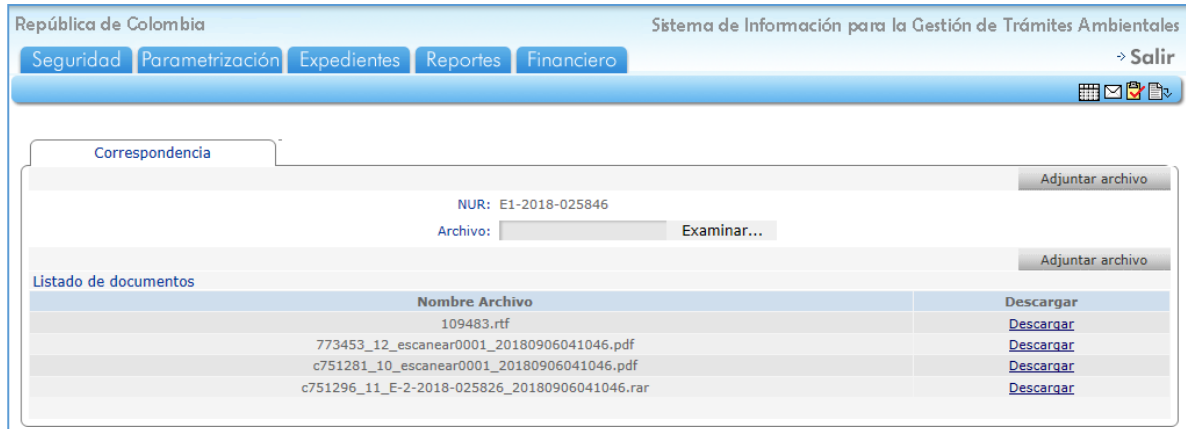 República de Colombia
Sistema de Información para la Gestión de Trámites Ambientales
Seguridad Parametrización Expedientes Reportes Financiero
Salir
Correspondencia
Adjuntar archivo
NUR: E1-2018-025846
Archivo: Examinar...
Adjuntar archivo
Listado de documentos
Nombre Archivo Descargar
109483.rtf Descargar
773453_12_escanear0001_20180906041046.pdf Descargar
c751281_10_escanear0001_20180906041046.pdf Descargar
c751296_11_E-2-2018-025826_20180906041046.rar Descargar